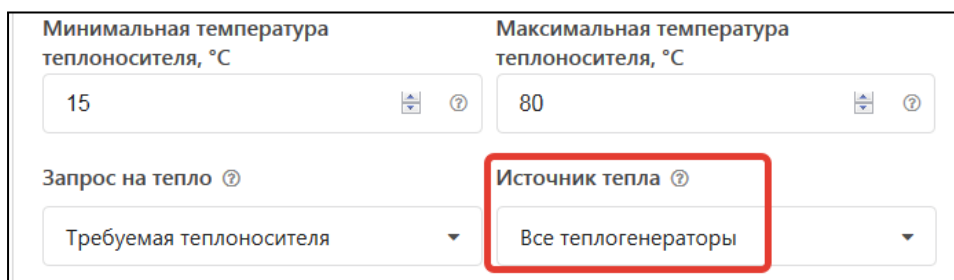 Минимальная температура
теплоносителя, °C
Максимальная температура
теплоносителя, °C
15
80
Запрос на тепло
Источник тепла
Требуемая теплоносителя
Все теплогенераторы